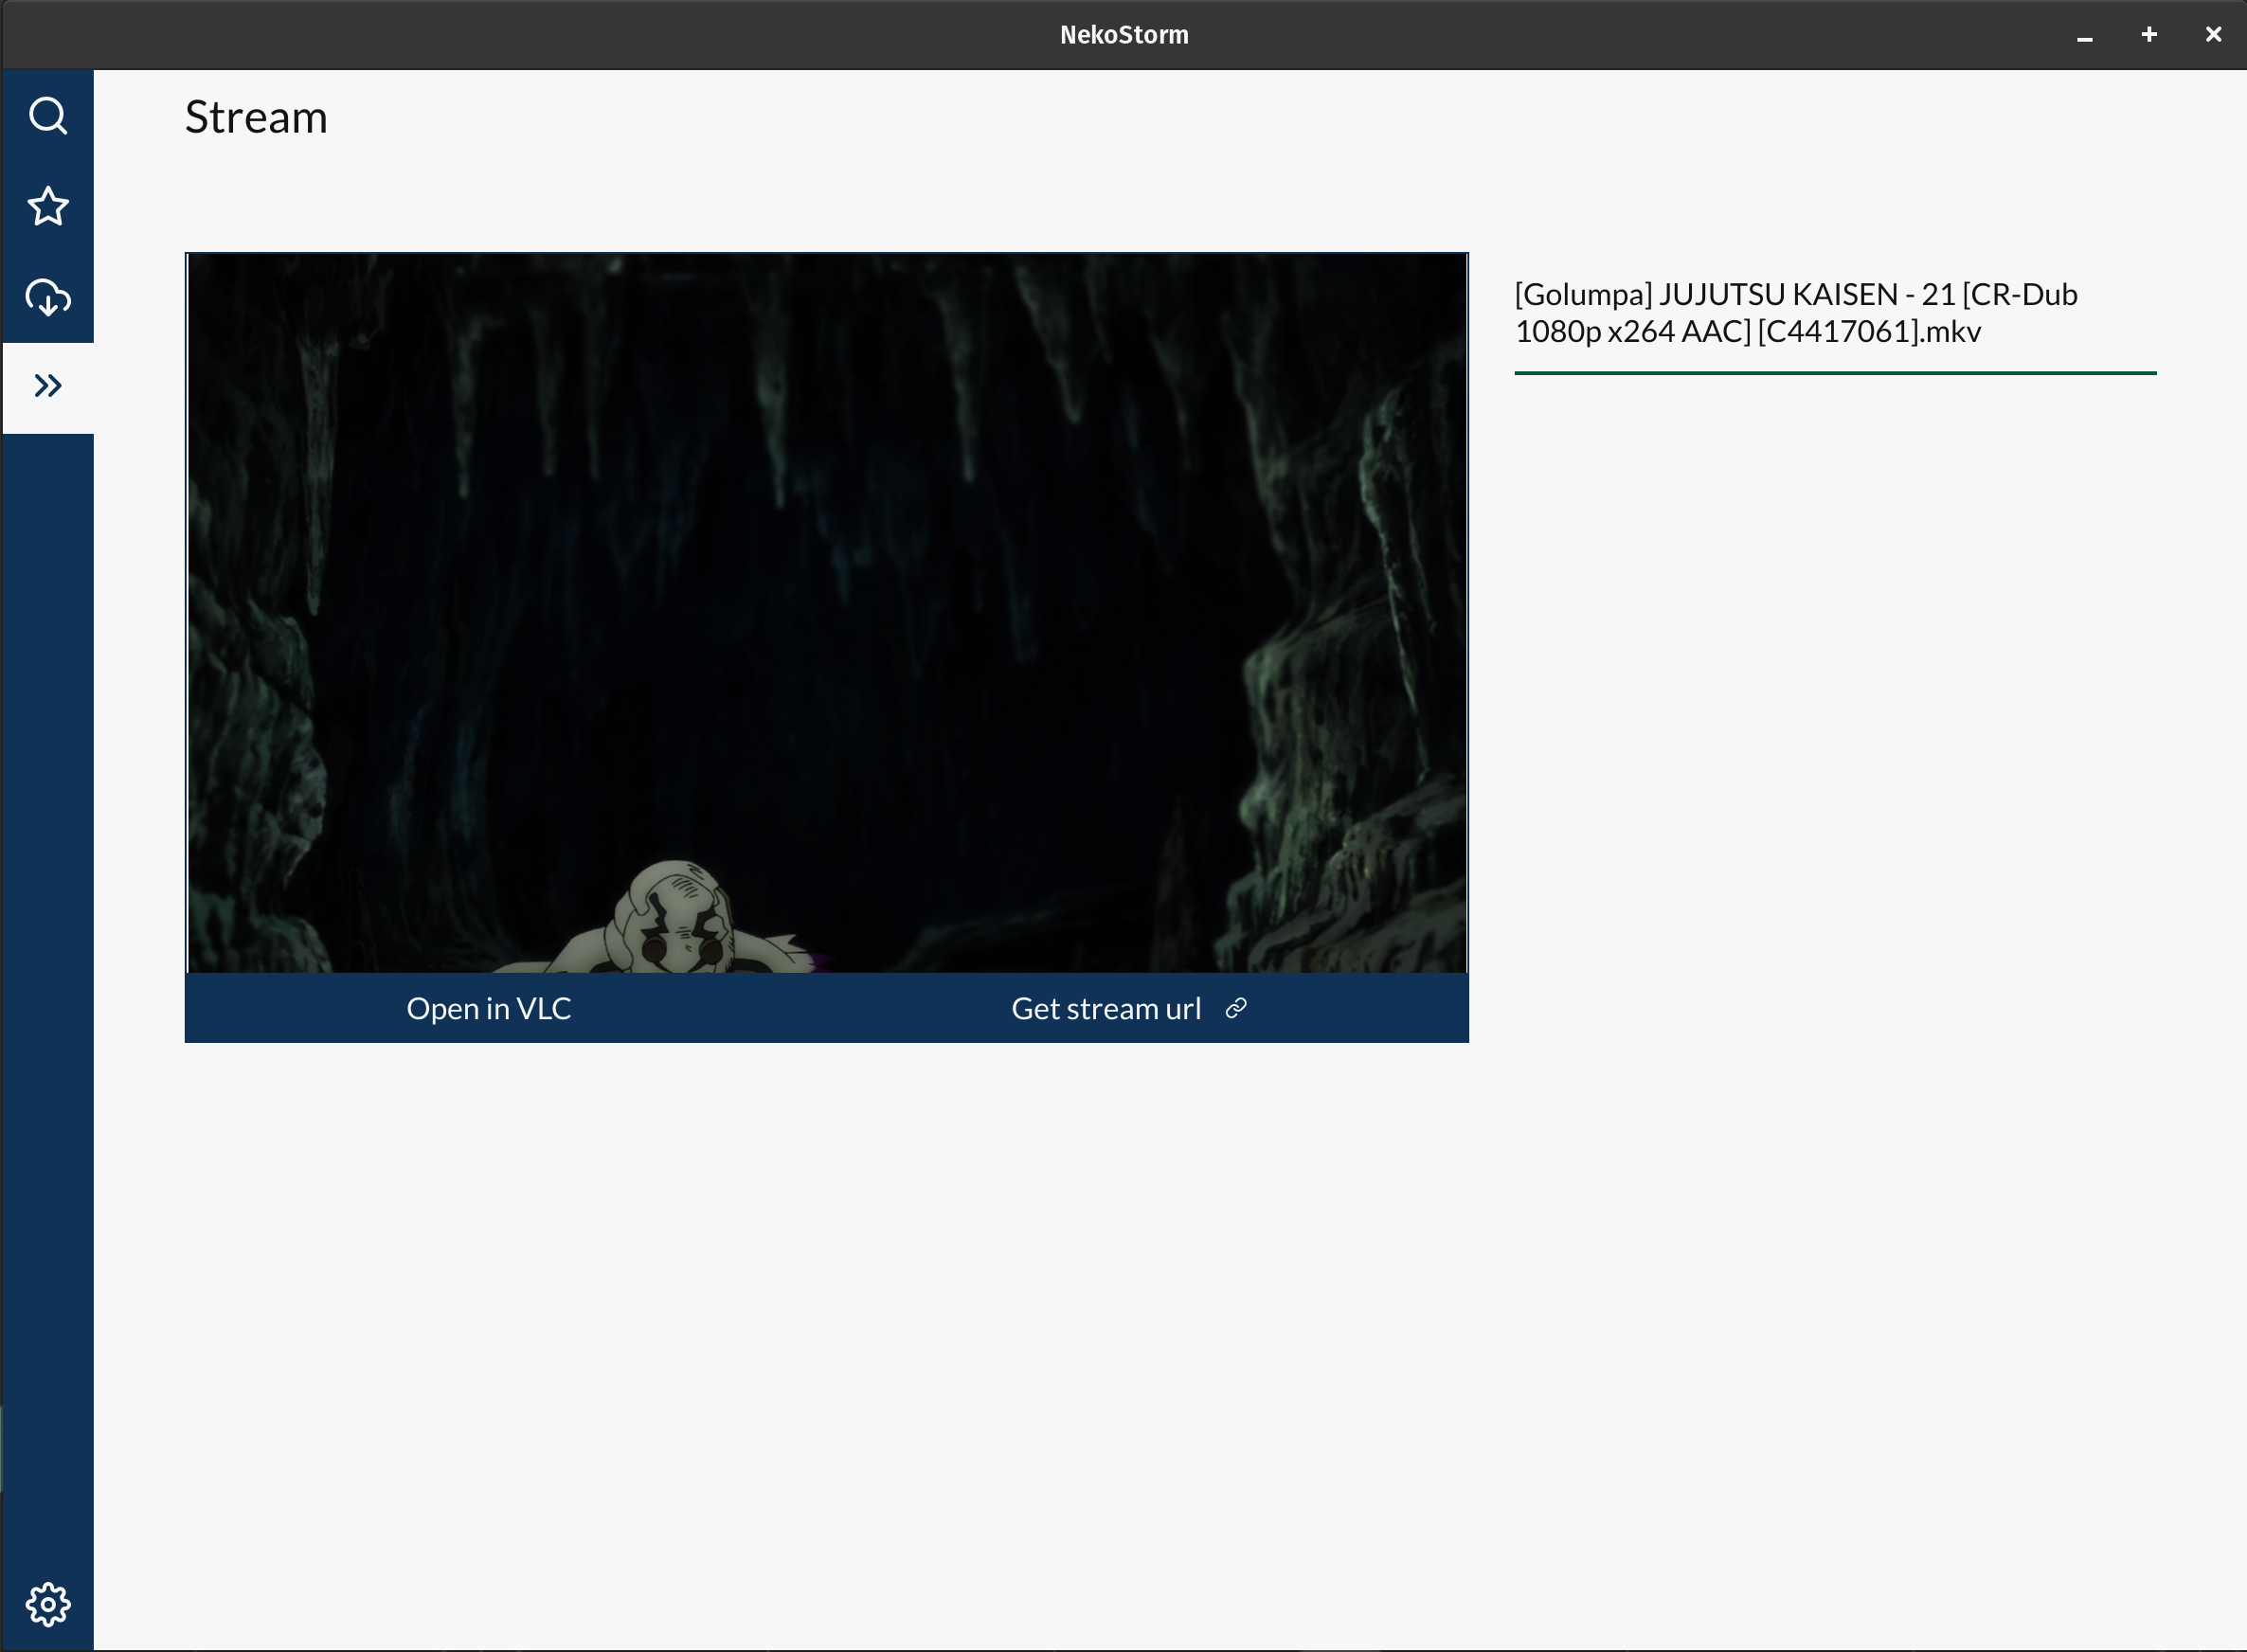 NekoStorm
Stream
[Golumpa] JUJUTSU KAISEN - 21 [CR-Dub
1080p x264 AAC] [C4417061].mkv
Open in VLC
Get stream url